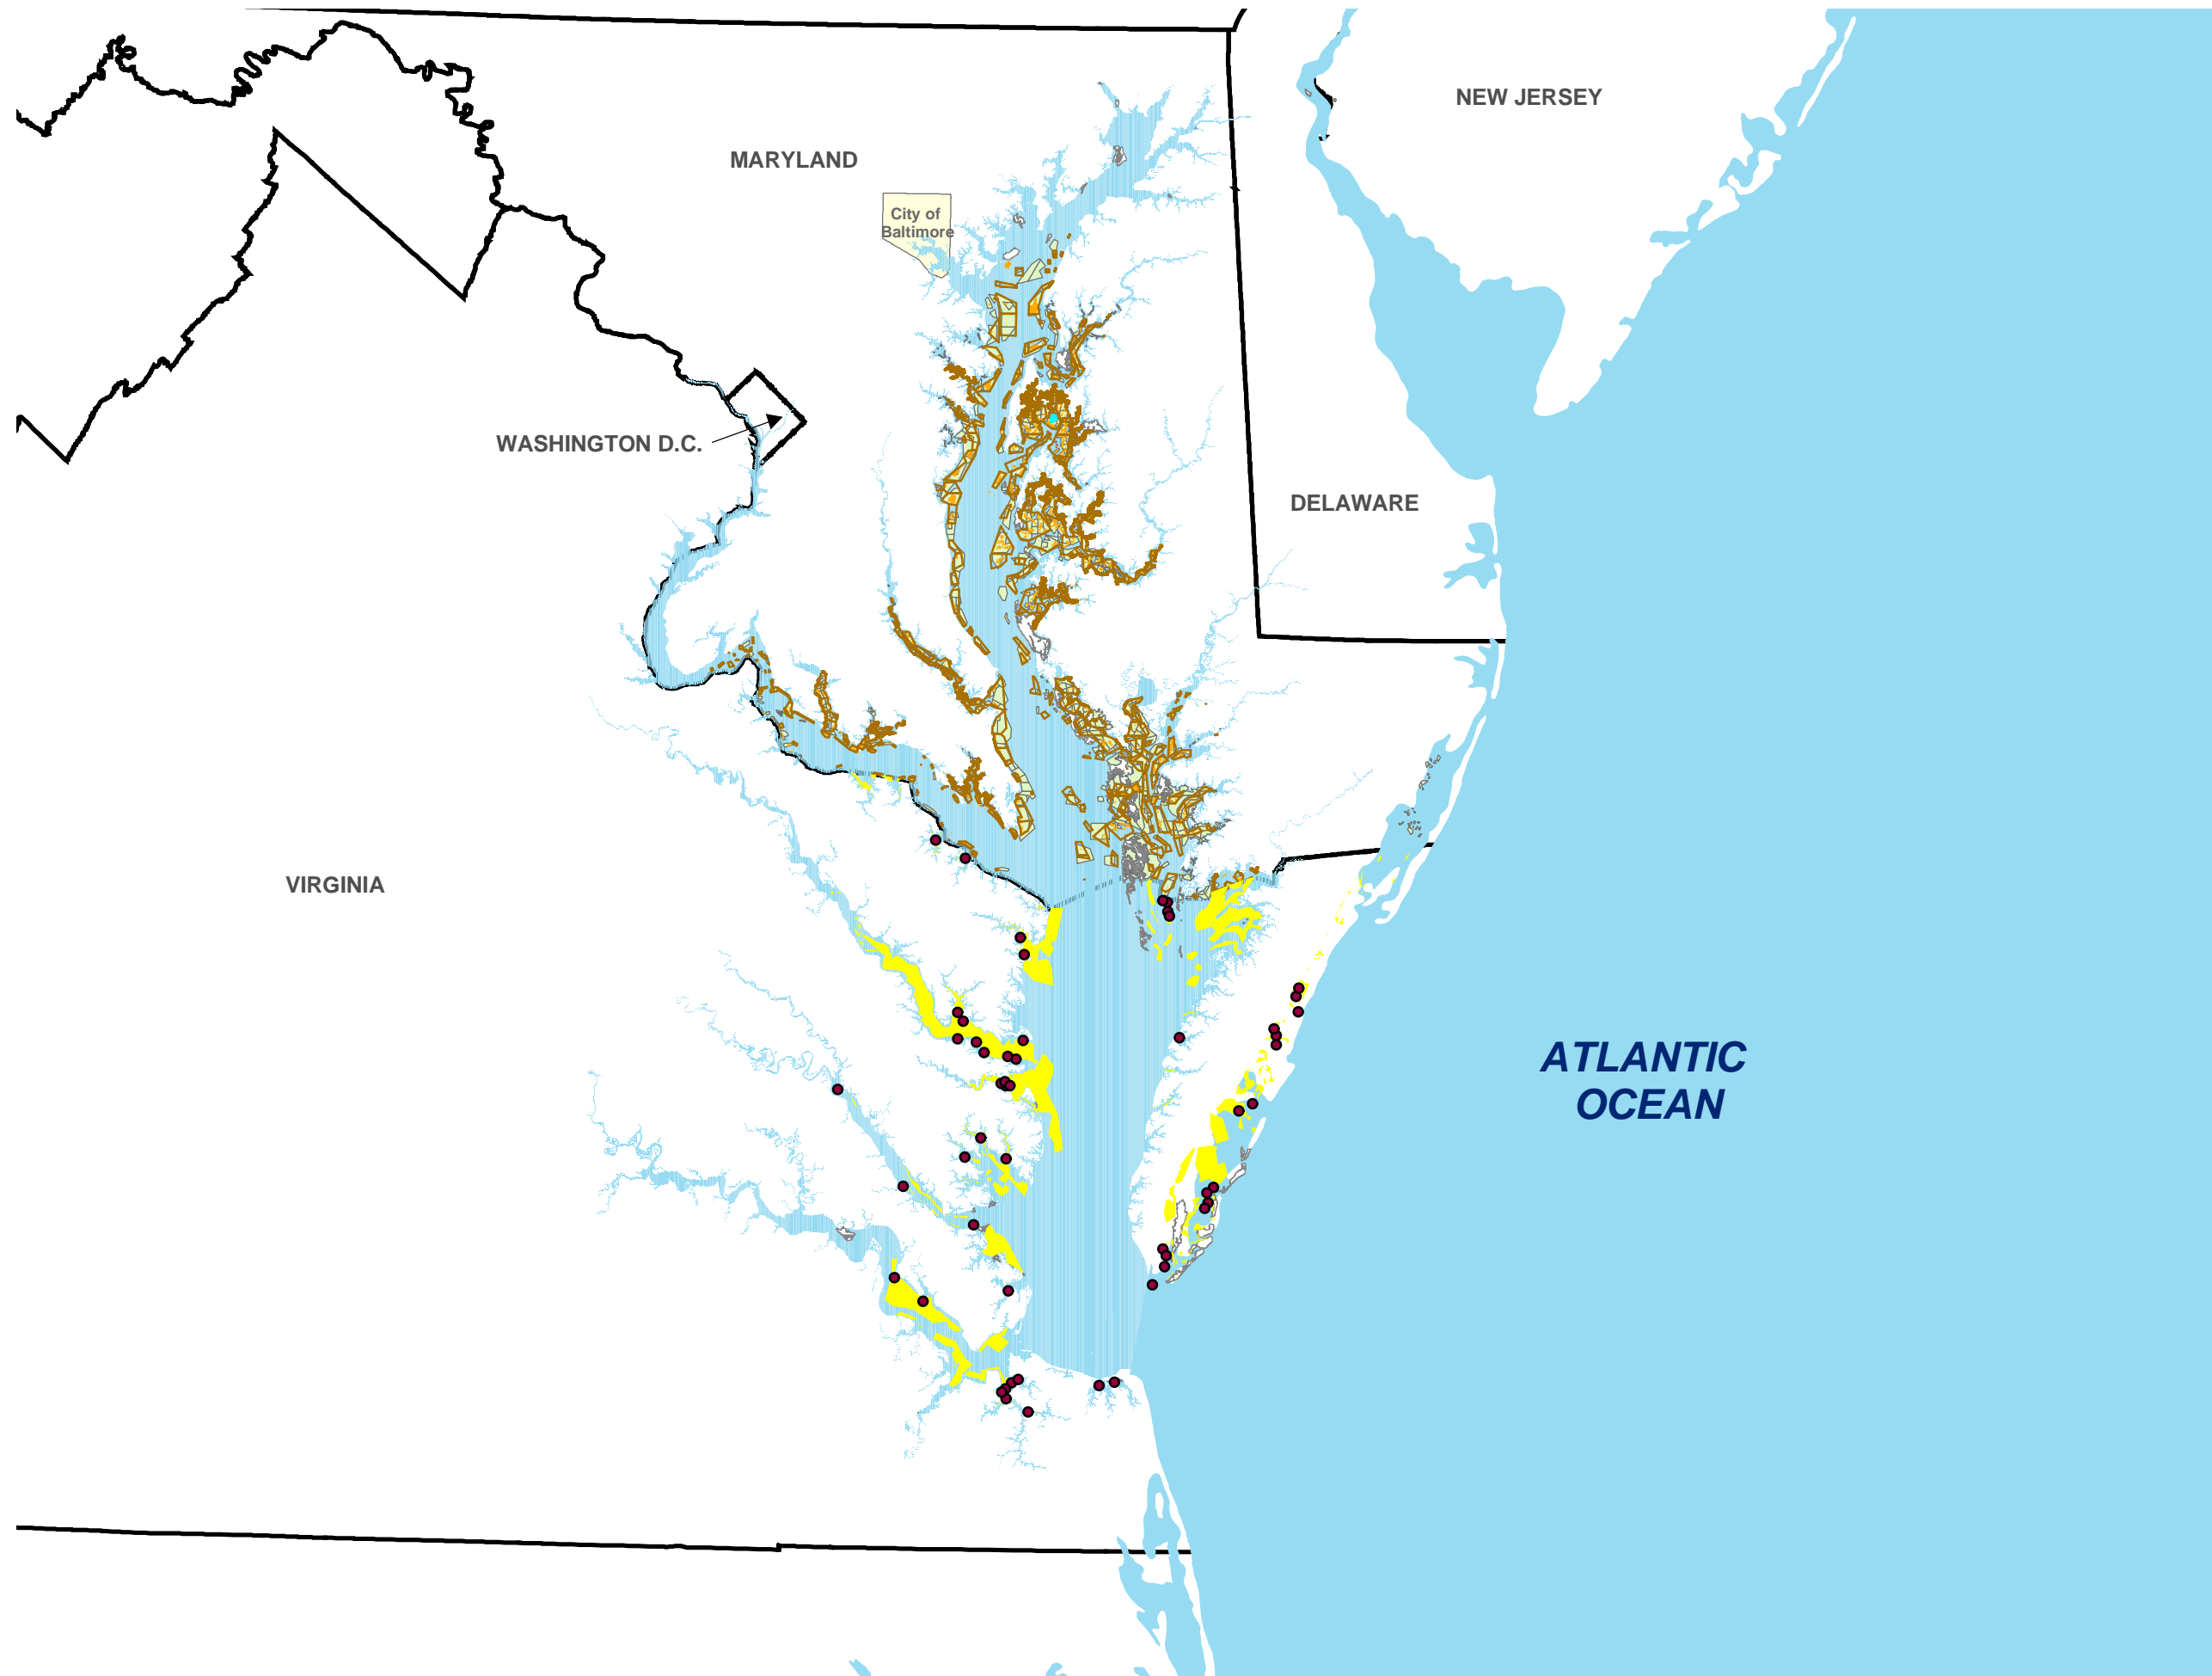 NEW JERSEY
MARYLAND
City of
Baltimore
WASHINGTON D.C.
DELAWARE
VIRGINIA
ATLANTIC
OCEAN